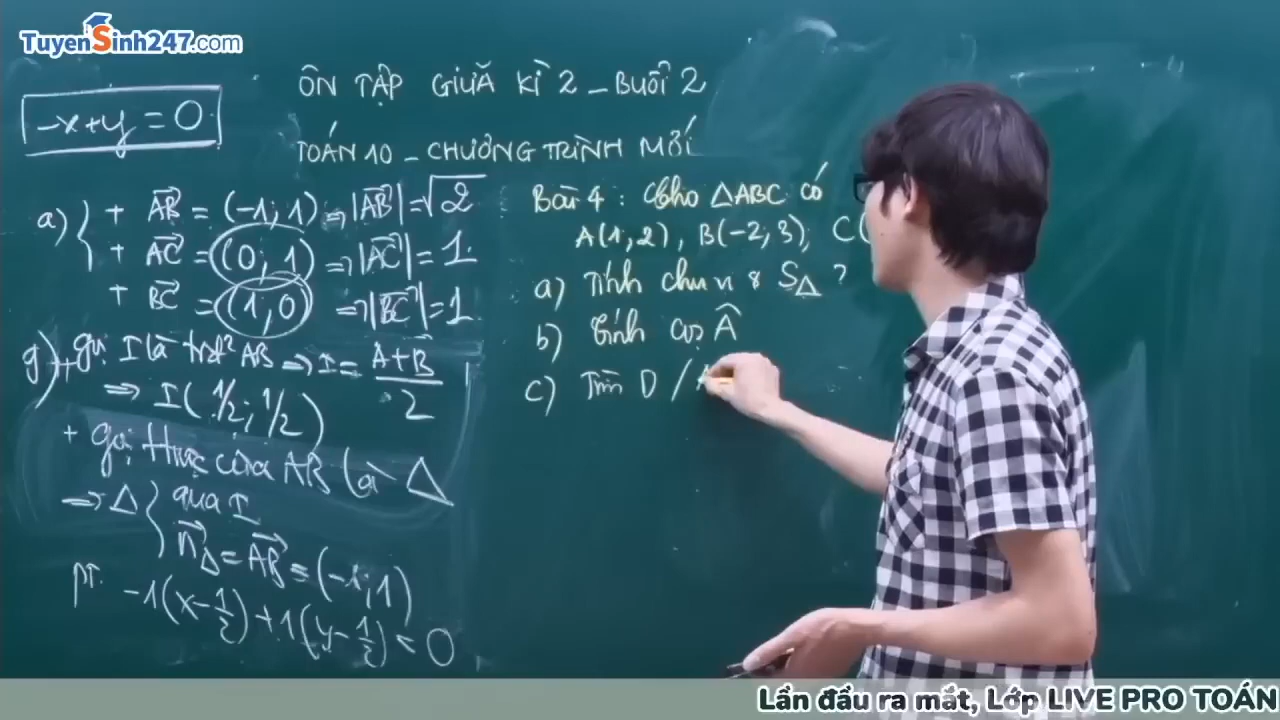 TuyenSinh247.com
-x+y=0
ÔN TẬP GIỮA KÌ 2 - BUỔI 2
TOÁN 10 - CHƯƠNG TRÌNH MỚI
a) + AB = (-1; 1) ⇒ |AB| = √2
+ AC = (0; 1) ⇒ |AC| = 1.
+ BC = (1; 0) ⇒ |BC| = 1.
g) + gọi I là trđ² AB ⇒ I = A+B/2
⇒ I(1/2; 1/2)
+ gọi Trực của AB là Δ
⇒ Δ { qua I
n_Δ = AB = (-1; 1)
PT. -1(x - 1/2) + 1(y - 1/2) = 0
Bài 4 : Cho ΔABC có
A(1,2), B(-2,3), C(
a) Tính chu vi & S_Δ ?
b) Tính cos Â
c) Tìm D / A
Lần đầu ra mắt, Lớp LIVE PRO TOÁN